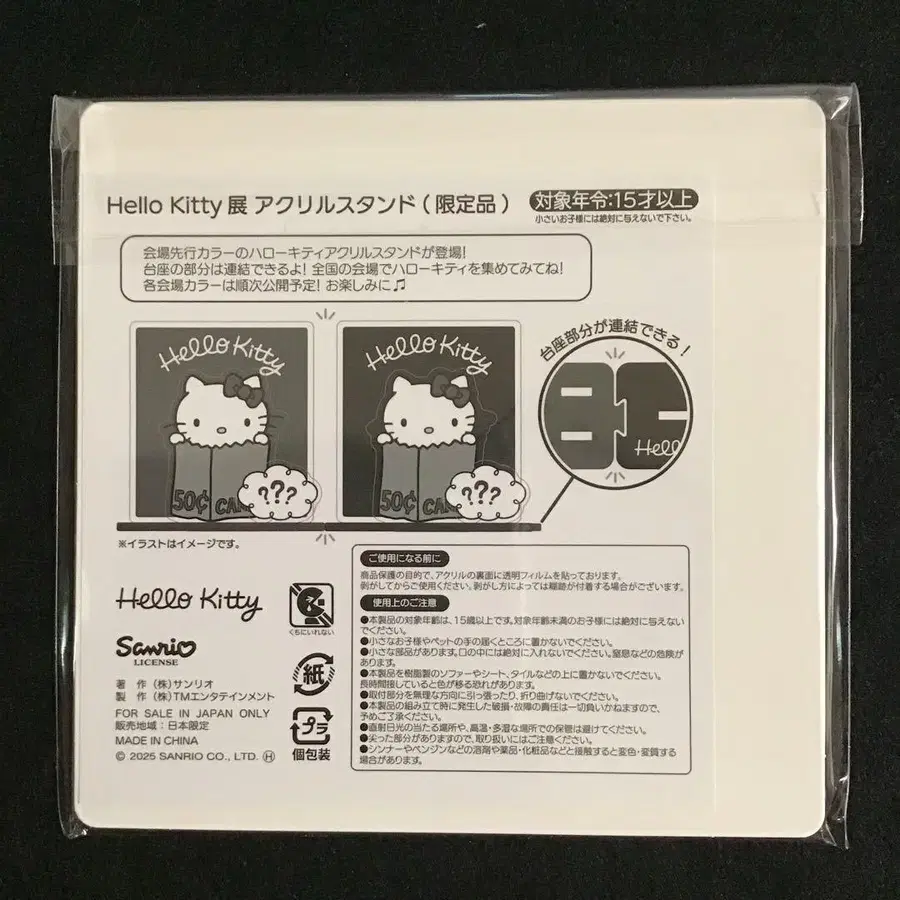 Hello Kitty 展 アクリルスタンド(限定品)
対象年令:15才以上
小さいお子様には絶対に与えないで下さい。
会場先行カラーのハローキティアクリルスタンドが登場!
台座の部分は連結できるよ! 全国の会場でハローキティを集めてみてね!
各会場カラーは順次公開予定! お楽しみに♫
台座部分が連結できる!
Hello Kitty
50¢ CAN
???
Hello Kitty
50¢ CAN
???
Hell
※イラストはイメージです。
Hello Kitty
くちにいれない
Sanrio
LICENSE
紙
著 作 (株)サンリオ
製 作 (株)TMエンタテインメント
FOR SALE IN JAPAN ONLY
販売地域:日本限定
MADE IN CHINA
© 2025 SANRIO CO., LTD. Ⓗ
プラ
個包装
ご使用になる前に
商品保護の目的で、アクリルの裏面に透明フィルムを貼っております。
剥がしてからご使用ください。剥がし方によっては糊跡が付着する場合がございます。
使用上のご注意
●本製品の対象年齢は、15歳以上です。対象年齢未満のお子様には絶対に与えない
でください。
●小さなお子様やペットの手の届くところに置かないでください。
●小さな部品があります。口の中には絶対に入れないでください。窒息などの危険が
あります。
●本製品を樹脂製のソファーやシート、タイルなどの上に置かないでください。
長時間接していると色が移る恐れがあります。
●取付部分を無理な方向に引っ張ったり、折り曲げないでください。
●本製品の組み立て時に発生した破損・故障の責任は一切負いかねますので、
予めご了承ください。
●直射日光の当たる場所や、高温・多湿な場所での保管は避けてください。
●尖った部分がありますので、取り扱いにはご注意ください。
●シンナーやベンジンなどの溶剤や薬品・化粧品などと接触すると変色・変質する
場合があります。